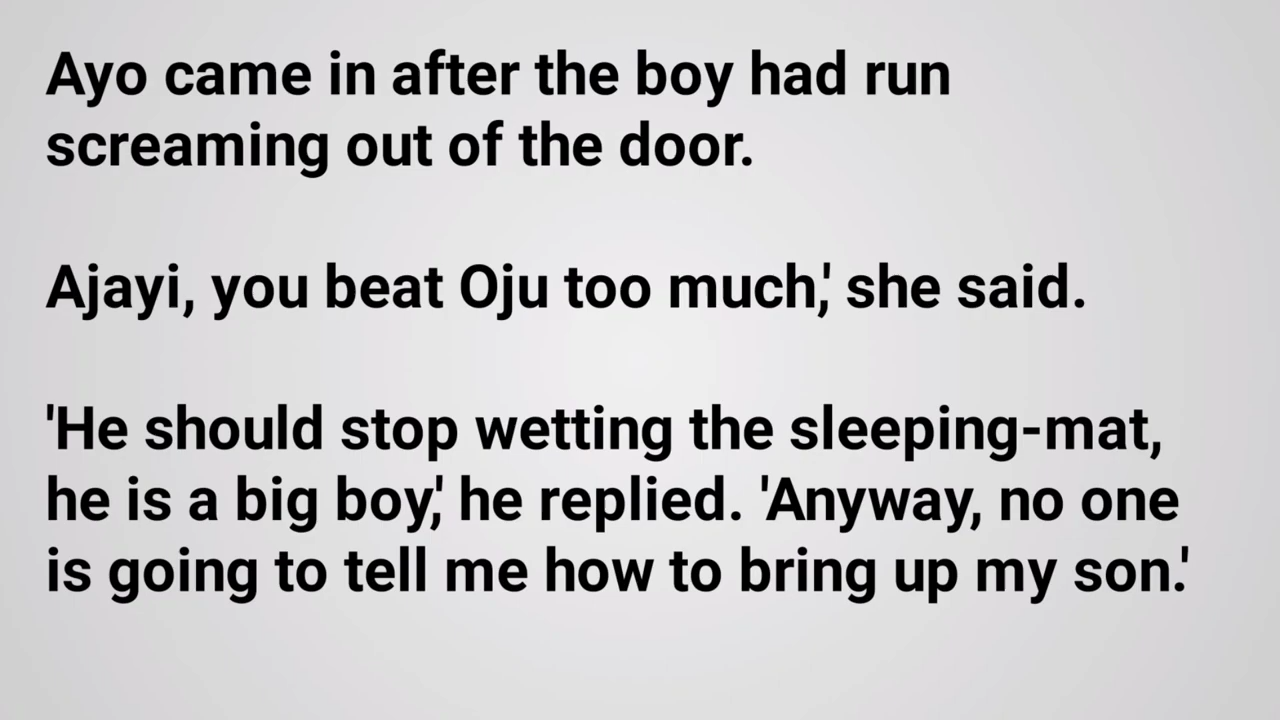 Ayo came in after the boy had run
screaming out of the door.
Ajayi, you beat Oju too much,' she said.
'He should stop wetting the sleeping-mat,
he is a big boy,' he replied. 'Anyway, no one
is going to tell me how to bring up my son.'